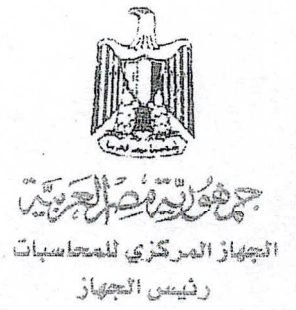 جمهورية مصر العربية
الجهاز المركزي للمحاسبات
رئيس الجهاز